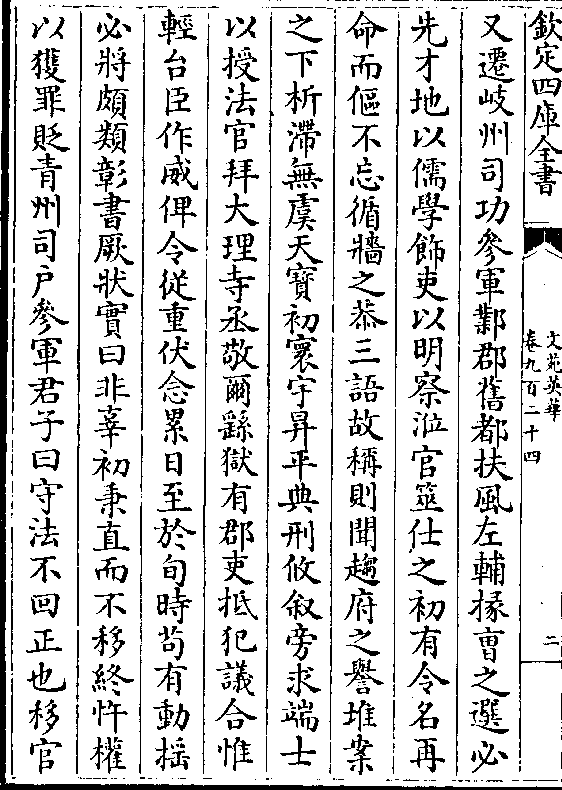 欽定四庫全書
文苑英華
卷九百二十四
二
又遷岐州司功參軍鄴郡舊都扶風左輔掾曺之選必
先才地以儒學飾吏以明察涖官筮仕之初有令名再
命而傴不忘循牆之恭三語故稱則聞趨府之譽堆案
之下析滯無虞天寶初寰宇昇平典刑攸叙旁求端士
以授法官拜大理寺丞敬爾繇獄有郡吏抵犯議合惟
輕台臣作威俾令從重伏念累日至於旬時茍有動揺
必將頗類彰書厥狀實曰非辜初秉直而不移終忤權
以獲罪貶青州司户參軍君子曰守法不回正也移官